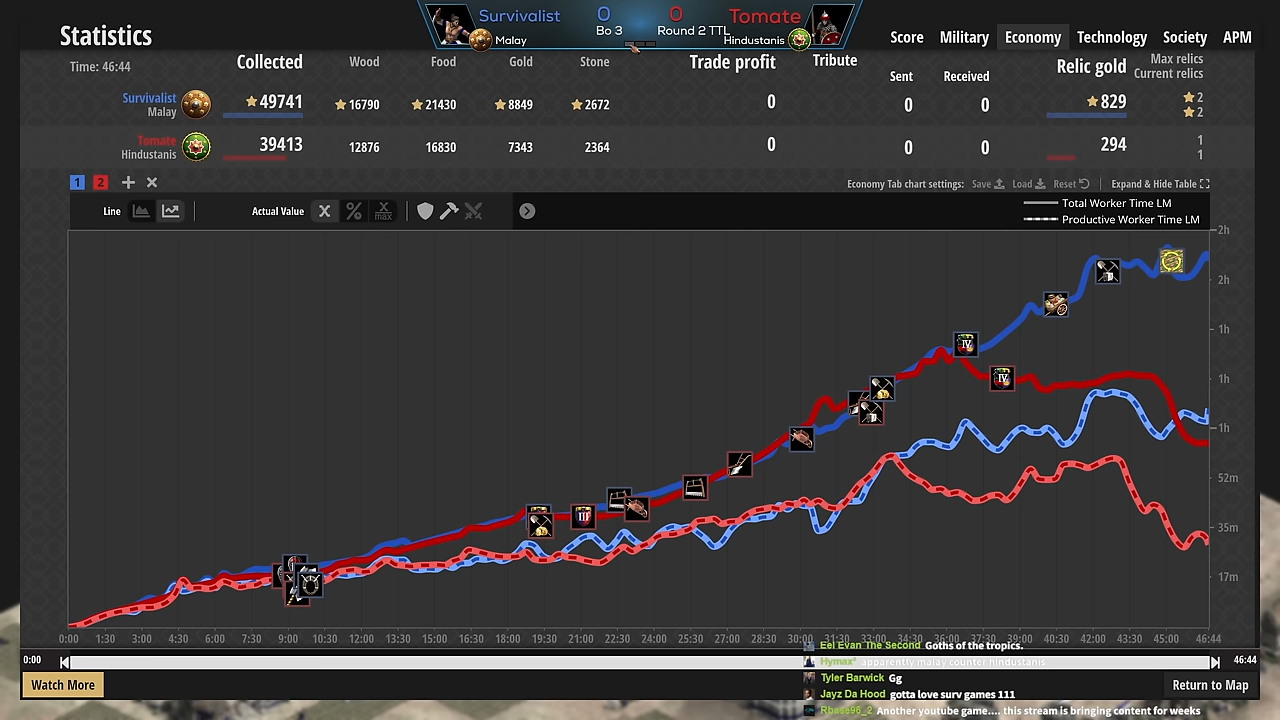 Survivalist 0 0 Tomate
Malay Bo 3 Round 2 TTL Hindustanis
Statistics
Score Military Economy Technology Society APM
Time: 46:44
Collected Wood Food Gold Stone Trade profit Tribute Sent Received Relic gold Max relics
Current relics
Survivalist
Malay
49741 16790 21430 8849 2672 0 0 0 829 2
2
Tomate
Hindustanis
39413 12876 16830 7343 2364 0 0 0 294 1
1
1 2
Economy Tab chart settings: Save Load Reset Expand & Hide Table
Line Actual Value X % X max
Total Worker Time LM
Productive Worker Time LM
2h
2h
1h
1h
1h
52m
35m
17m
IV
IV
III
0:00 1:30 3:00 4:30 6:00 7:30 9:00 10:30 12:00 13:30 15:00 16:30 18:00 19:30 21:00 22:30 24:00 25:30 27:00 28:30 30:00 31:30 33:00 34:30 36:00 37:30 39:00 40:30 42:00 43:30 45:00 46:44
Eel Evan The Second Goths of the tropics.
0:00 46:44
Hymax* apparently malay counter hindustanis
Tyler Barwick Gg
Watch More Return to Map
Jayz Da Hood gotta love surv games 111
Rbase96_2 Another youtube game.... this stream is bringing content for weeks